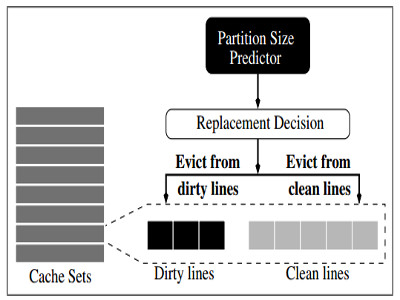 Partition Size
Predictor
Replacement Decision
Evict from
dirty lines
Evict from
clean lines
Cache Sets
Dirty lines
Clean lines